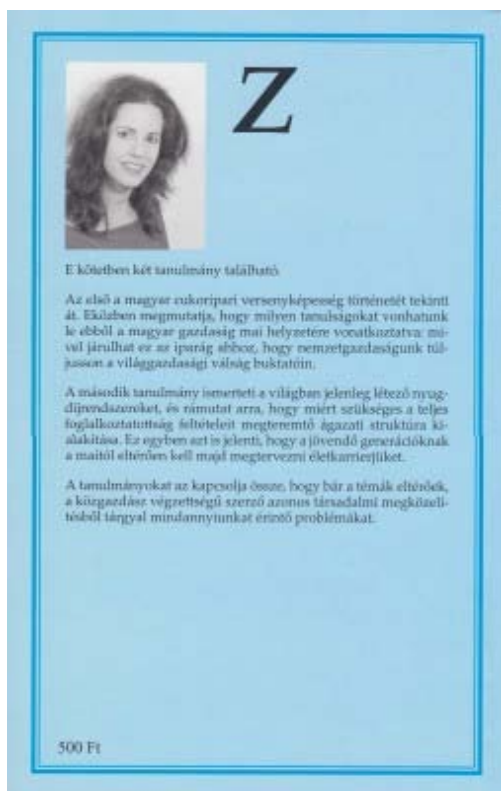 Z
E kötetben két tanulmány található.
Az első a magyar cukoripari versenyképesség történetét tekinti
át. Eközben megmutatja, hogy milyen tanulságokat vonhatunk
le ebből a magyar gazdaság mai helyzetére vonatkoztatva: mi-
vel járulhat ez az iparág ahhoz, hogy nemzetgazdaságunk túl-
jusson a világgazdasági válság buktatóin.
A második tanulmány ismerteti a világban jelenleg létező nyug-
díjrendszereket, és rámutat arra, hogy miért szükséges a teljes
foglalkoztatottság feltételeit megteremtő ágazati struktúra ki-
alakítása. Ez egyben azt is jelenti, hogy a jövendő generációknak
a maitól eltérően kell majd megtervezni életkarrierjüket.
A tanulmányokat az kapcsolja össze, hogy bár a témák eltérőek,
a közgazdász végzettségű szerző azonos társadalmi megközelí-
tésből tárgyal mindannyiunkat érintő problémákat.
500 Ft